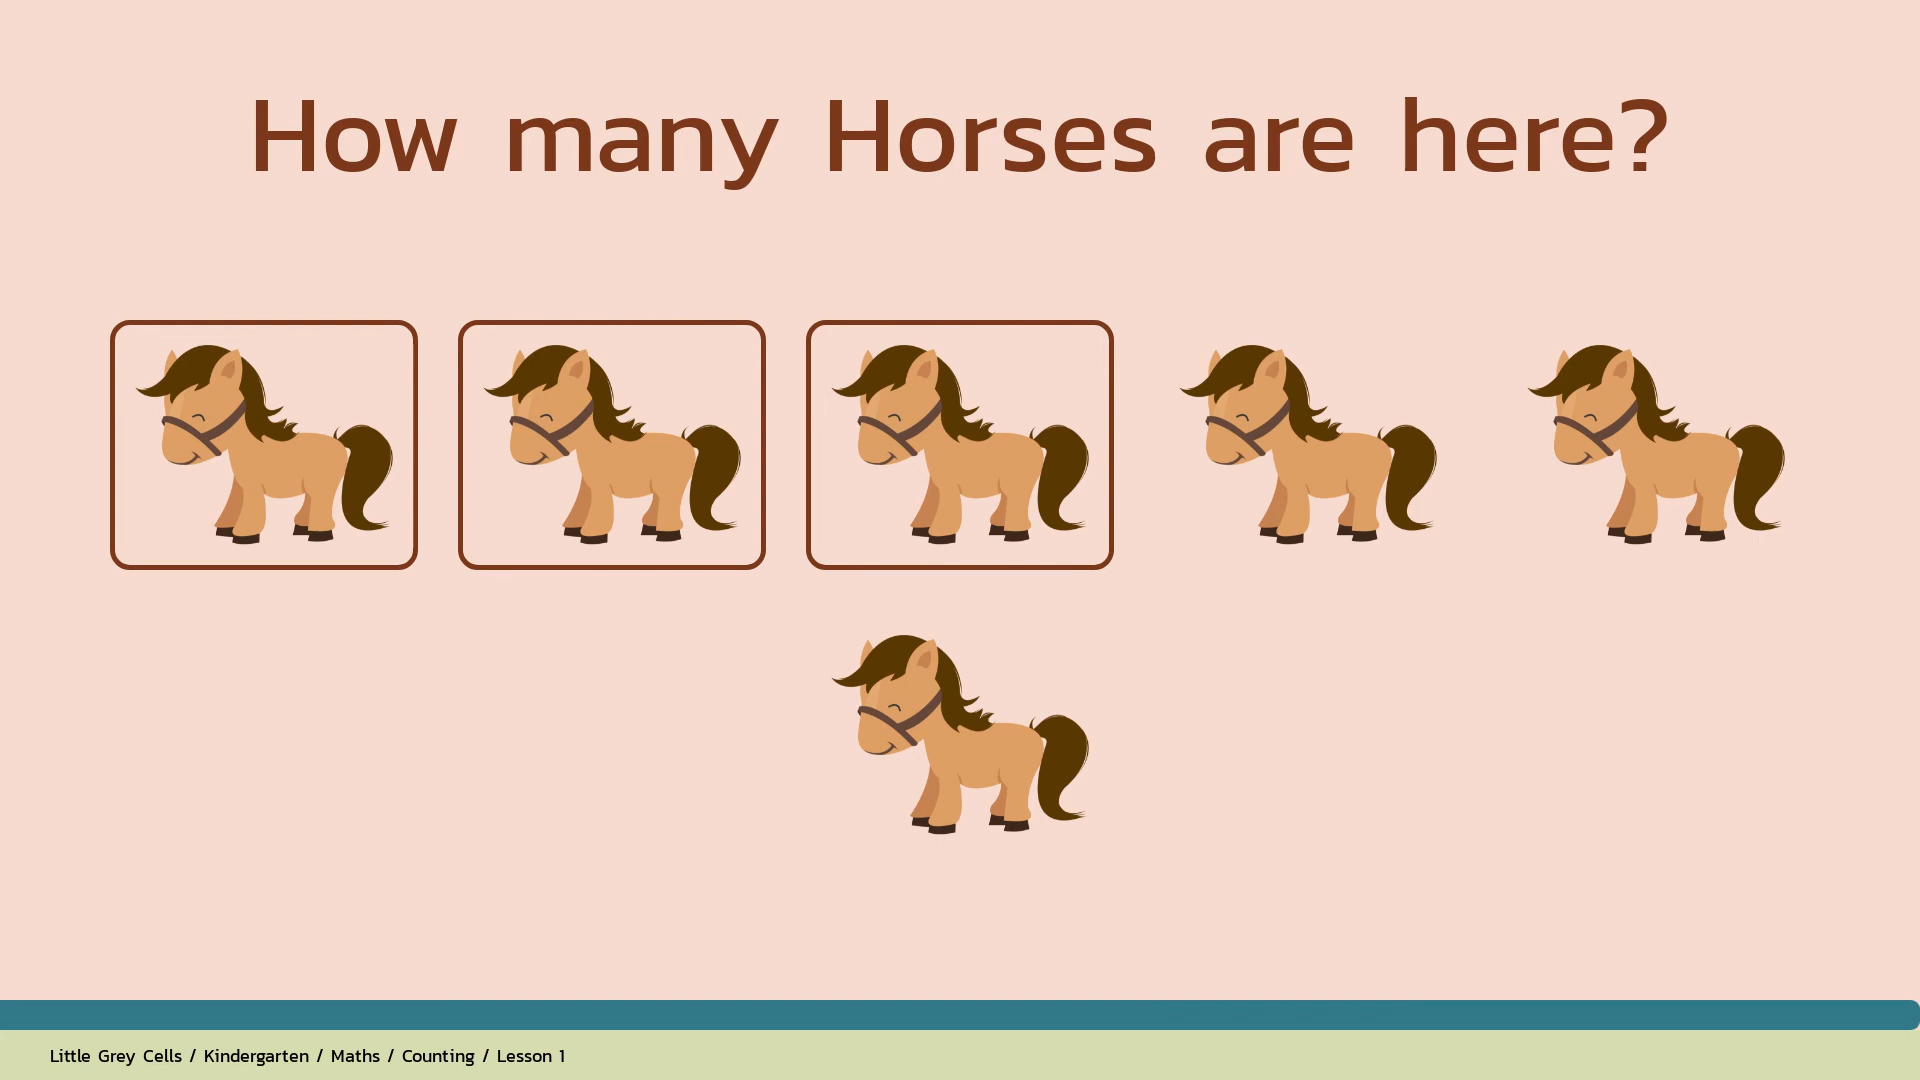 How many Horses are here?
Little Grey Cells / Kindergarten / Maths / Counting / Lesson 1